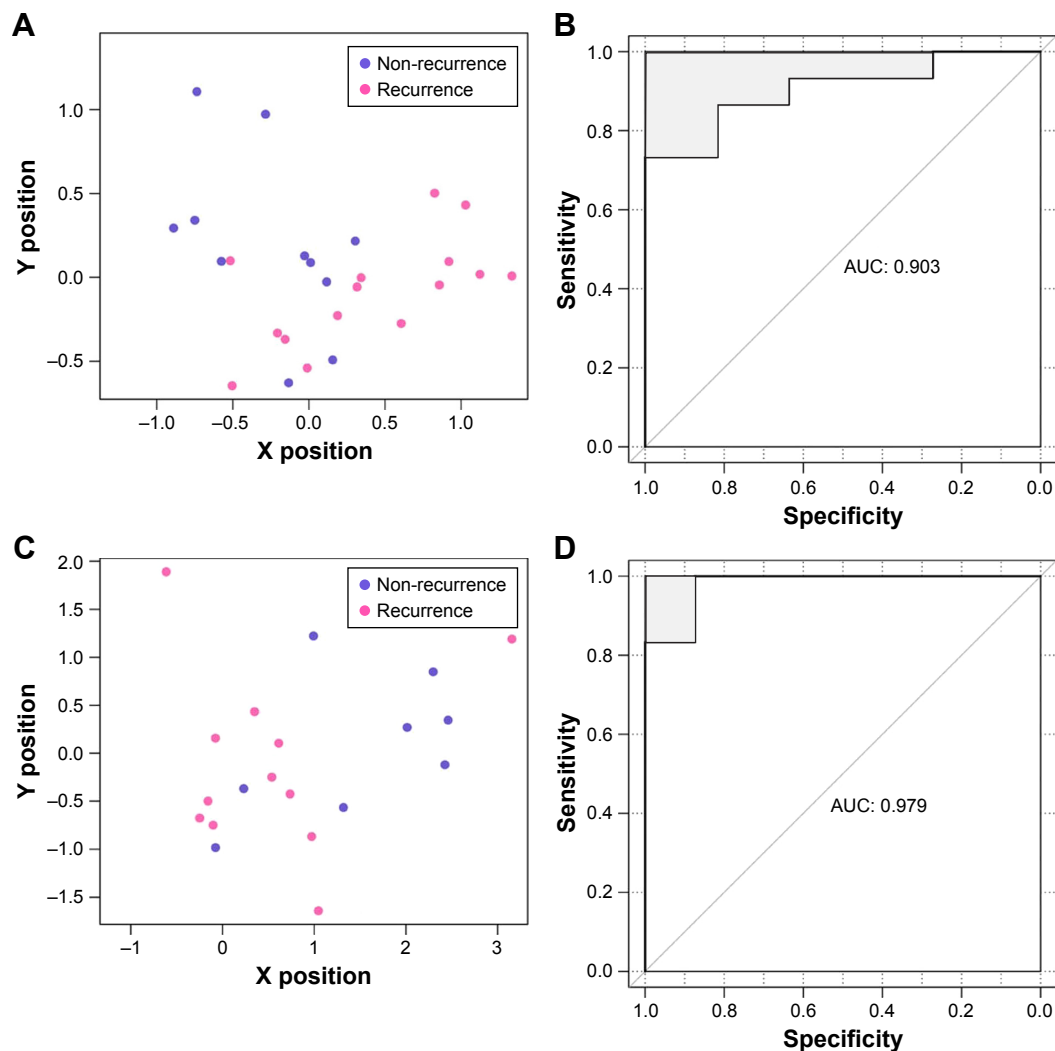 A
Non-recurrence
Recurrence
1.0
0.5
0.0
–0.5
Y position
–1.0 –0.5 0.0 0.5 1.0
X position
B
1.0
0.8
0.6
0.4
0.2
0.0
Sensitivity
AUC: 0.903
1.0 0.8 0.6 0.4 0.2 0.0
Specificity
C
Non-recurrence
Recurrence
2.0
1.5
1.0
0.5
0.0
–0.5
–1.0
–1.5
Y position
–1 0 1 2 3
X position
D
1.0
0.8
0.6
0.4
0.2
0.0
Sensitivity
AUC: 0.979
1.0 0.8 0.6 0.4 0.2 0.0
Specificity